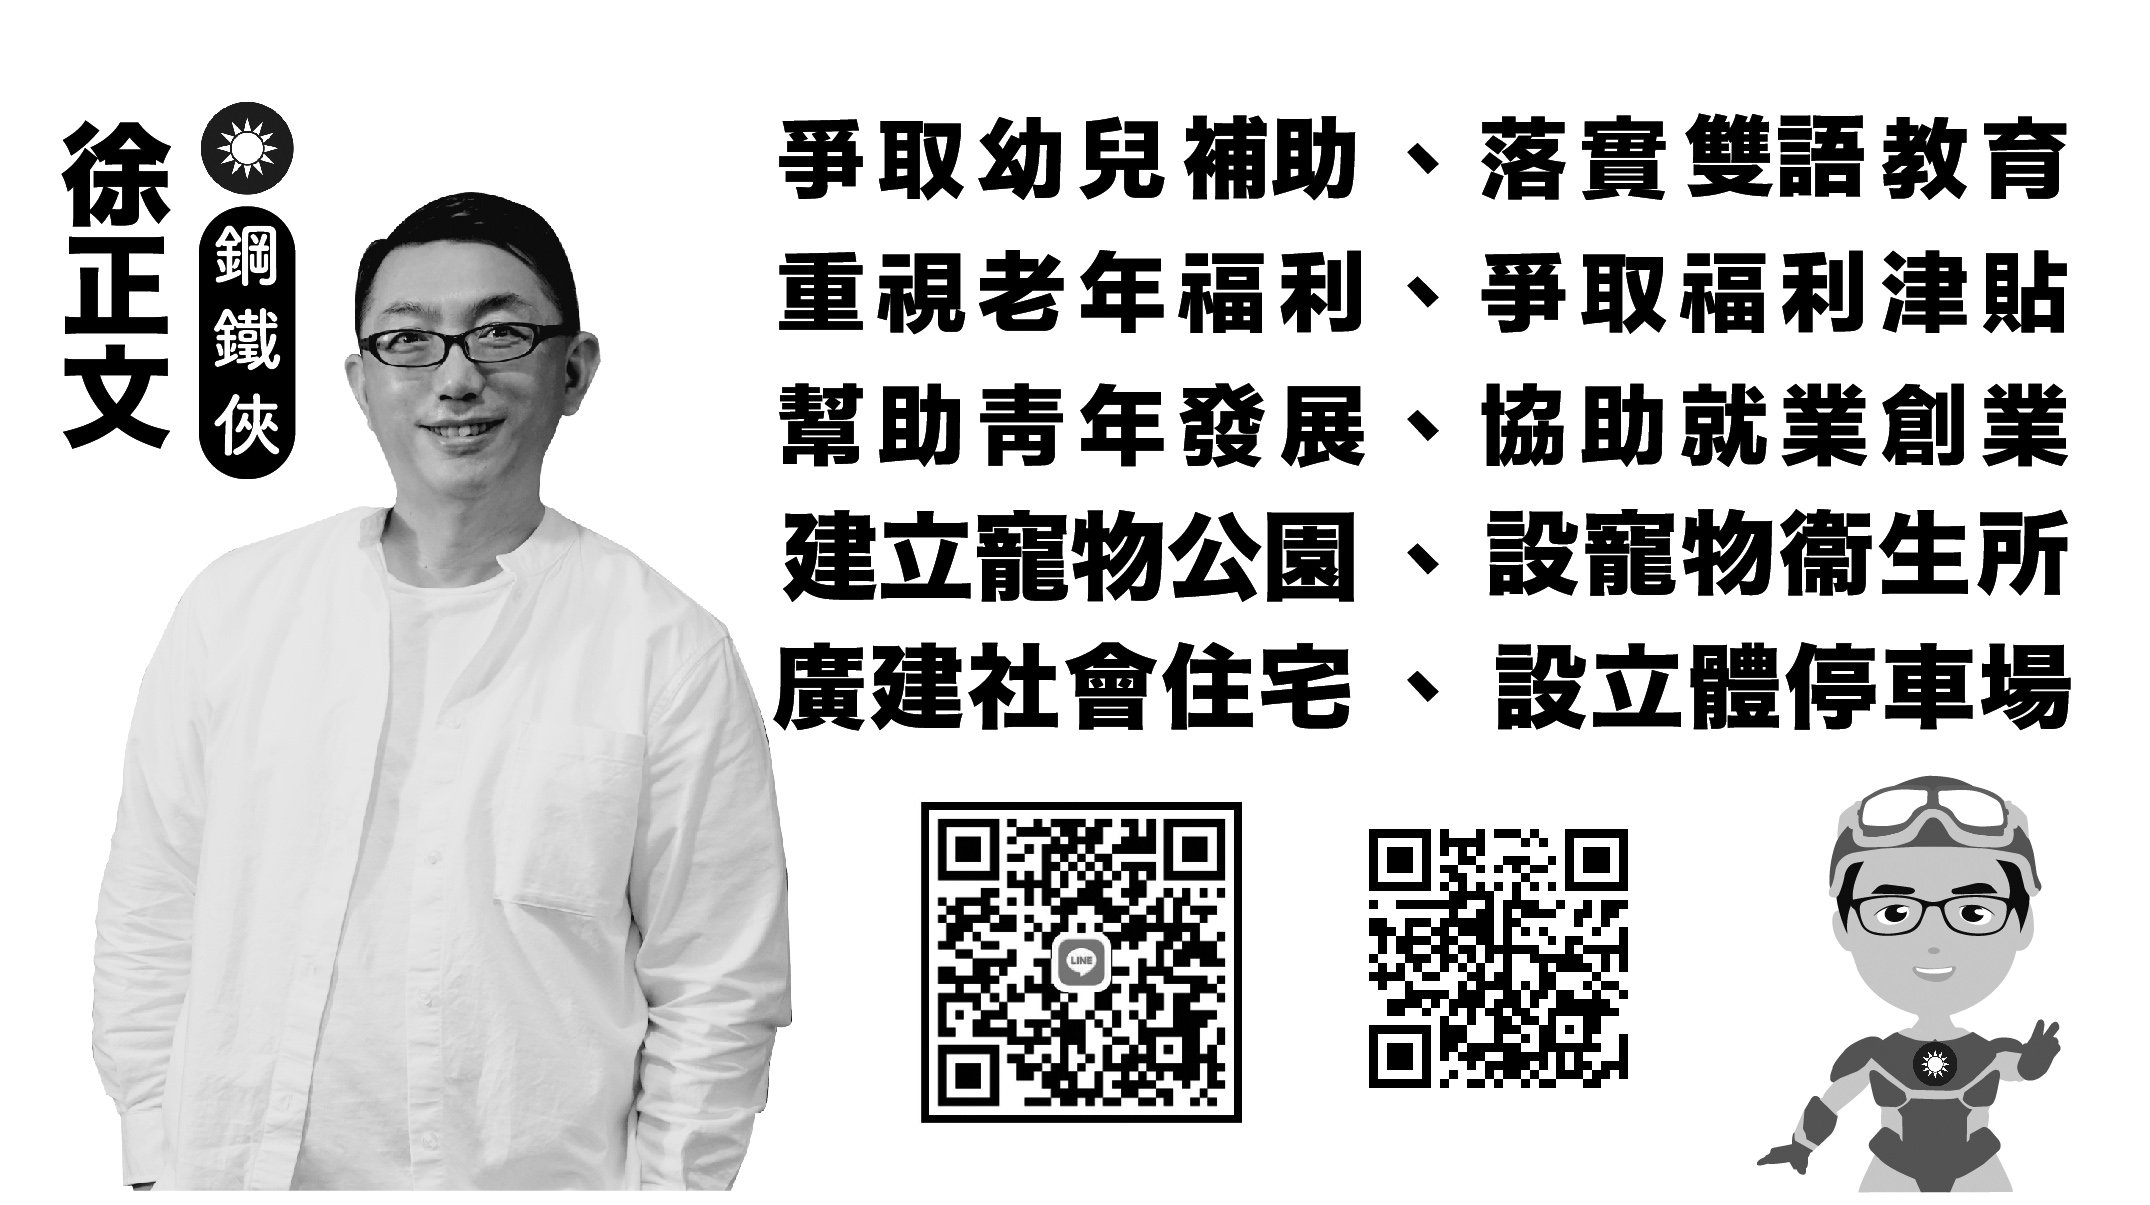 徐正文
鋼鐵俠
爭取幼兒補助、落實雙語教育
重視老年福利、爭取福利津貼
幫助青年發展、協助就業創業
建立寵物公園、設寵物衛生所
廣建社會住宅、設立體停車場
LINE